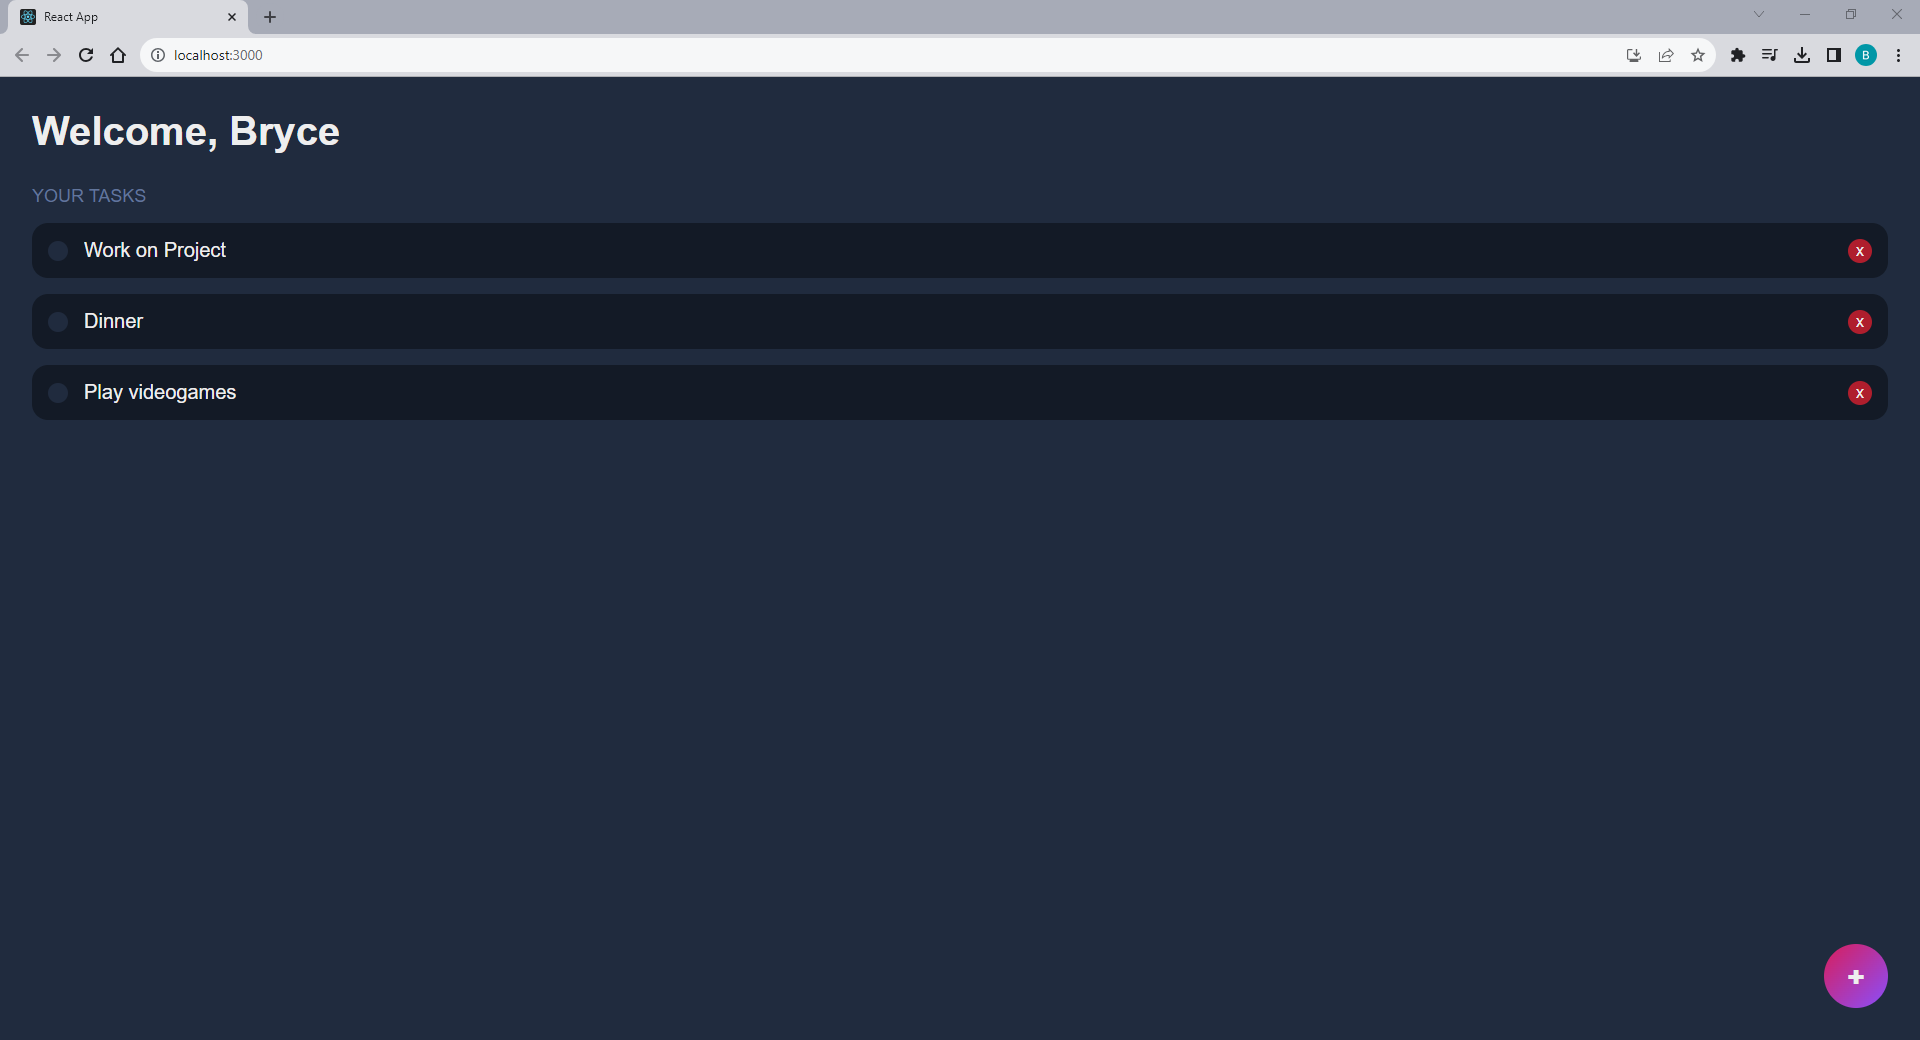 React App
localhost:3000
B
Welcome, Bryce
YOUR TASKS
Work on Project
x
Dinner
x
Play videogames
x
+